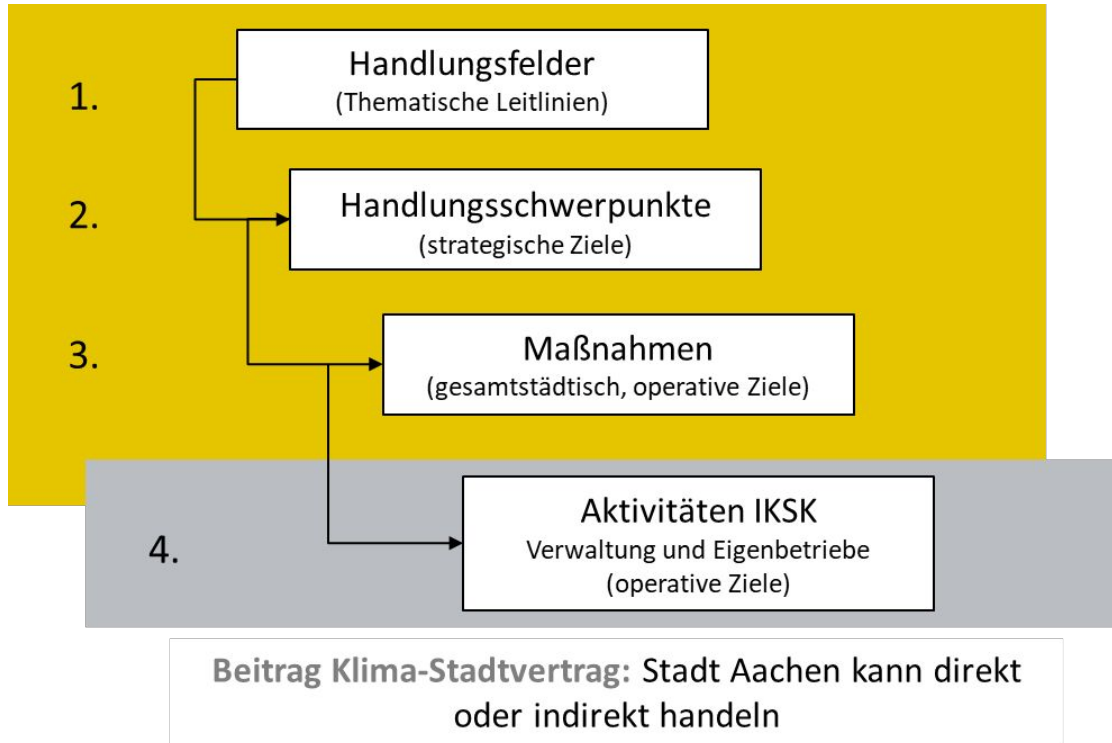 1.
Handlungsfelder
(Thematische Leitlinien)
2.
Handlungsschwerpunkte
(strategische Ziele)
3.
Maßnahmen
(gesamtstädtisch, operative Ziele)
4.
Aktivitäten IKSK
Verwaltung und Eigenbetriebe
(operative Ziele)
Beitrag Klima-Stadtvertrag: Stadt Aachen kann direkt
oder indirekt handeln